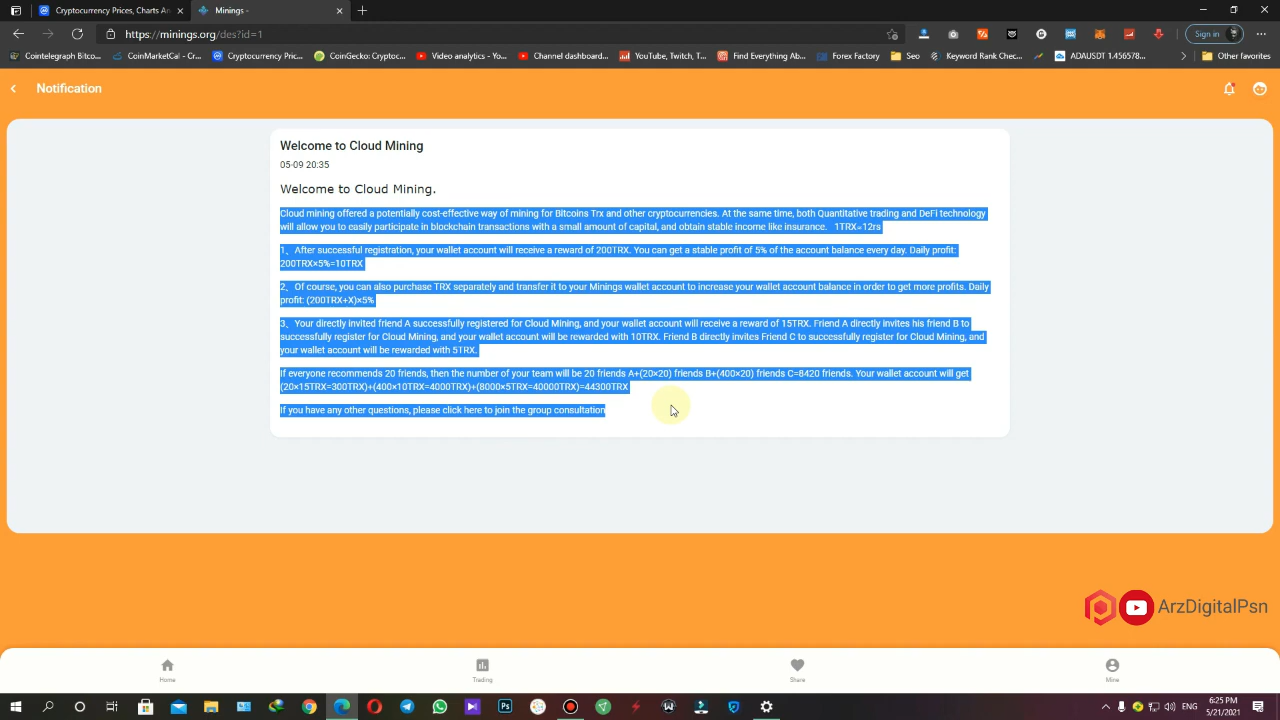 Cryptocurrency Prices, Charts An
Minings -
https://minings.org/des?id=1
Sign in
Cointelegraph Bitco...
CoinMarketCal - Cr...
Cryptocurrency Pric...
CoinGecko: Cryptoc...
Video analytics - Yo...
Channel dashboard...
YouTube, Twitch, T...
Find Everything Ab...
Forex Factory
Seo
Keyword Rank Chec...
ADAUSDT 1.456578...
Other favorites
Notification
Welcome to Cloud Mining
05-09 20:35
Welcome to Cloud Mining.
Cloud mining offered a potentially cost-effective way of mining for Bitcoins Trx and other cryptocurrencies. At the same time, both Quantitative trading and DeFi technology
will allow you to easily participate in blockchain transactions with a small amount of capital, and obtain stable income like insurance. 1TRX=12rs
1、After successful registration, your wallet account will receive a reward of 200TRX. You can get a stable profit of 5% of the account balance every day. Daily profit:
200TRX×5%=10TRX
2、Of course, you can also purchase TRX separately and transfer it to your Minings wallet account to increase your wallet account balance in order to get more profits. Daily
profit: (200TRX+X)×5%
3、Your directly invited friend A successfully registered for Cloud Mining, and your wallet account will receive a reward of 15TRX. Friend A directly invites his friend B to
successfully register for Cloud Mining, and your wallet account will be rewarded with 10TRX. Friend B directly invites Friend C to successfully register for Cloud Mining, and
your wallet account will be rewarded with 5TRX.
If everyone recommends 20 friends, then the number of your team will be 20 friends A+(20×20) friends B+(400×20) friends C=8420 friends. Your wallet account will get
(20×15TRX=300TRX)+(400×10TRX=4000TRX)+(8000×5TRX=40000TRX)=44300TRX
If you have any other questions, please click here to join the group consultation
ArzDigitalPsn
Home
Trading
Share
Mine
ENG
6:25 PM
5/21/2021